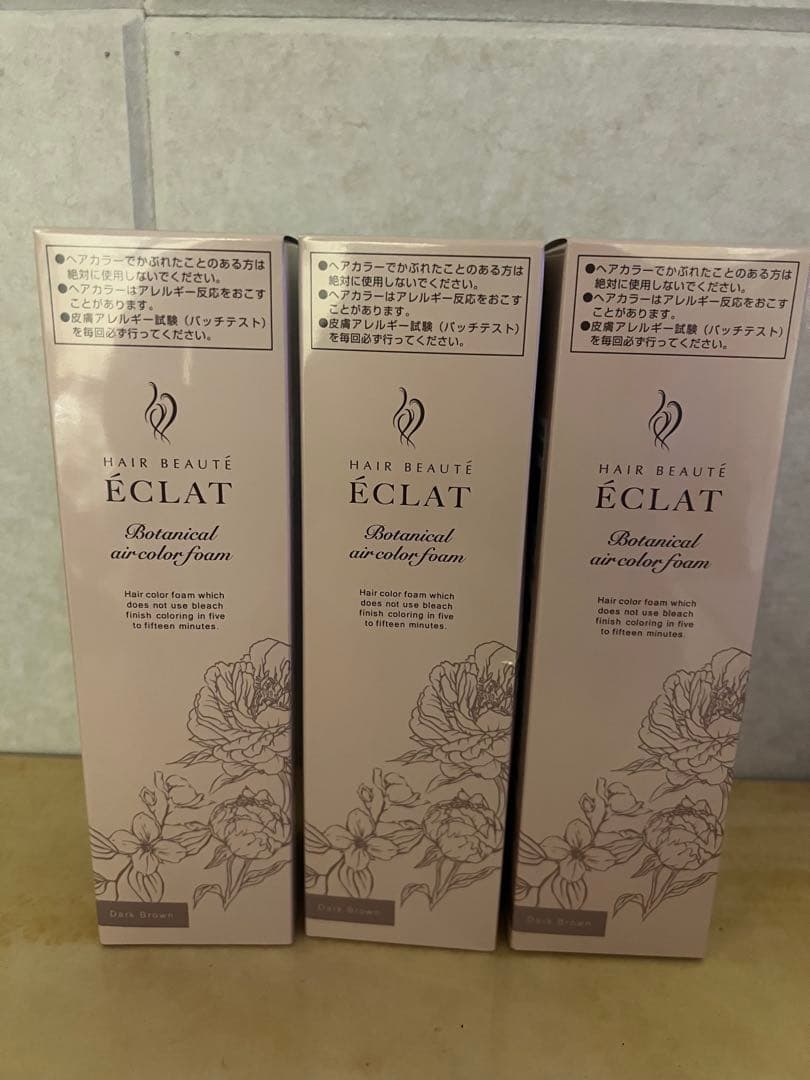 ●ヘアカラーでかぶれたことのある方は
絶対に使用しないでください。
●ヘアカラーはアレルギー反応をおこす
ことがあります。
●皮膚アレルギー試験（パッチテスト）
を毎回必ず行ってください。
HAIR BEAUTÉ
ÉCLAT
Botanical
air color foam
Hair color foam which
does not use bleach
finish coloring in five
to fifteen minutes.
Dark Brown
●ヘアカラーでかぶれたことのある方は
絶対に使用しないでください。
●ヘアカラーはアレルギー反応をおこす
ことがあります。
●皮膚アレルギー試験（パッチテスト）
を毎回必ず行ってください。
HAIR BEAUTÉ
ÉCLAT
Botanical
air color foam
Hair color foam which
does not use bleach
finish coloring in five
to fifteen minutes.
Dark Brown
●ヘアカラーでかぶれたことのある方は
絶対に使用しないでください。
●ヘアカラーはアレルギー反応をおこす
ことがあります。
●皮膚アレルギー試験（パッチテスト）
を毎回必ず行ってください。
HAIR BEAUTÉ
ÉCLAT
Botanical
air color foam
Hair color foam which
does not use bleach
finish coloring in five
to fifteen minutes.
Dark Brown